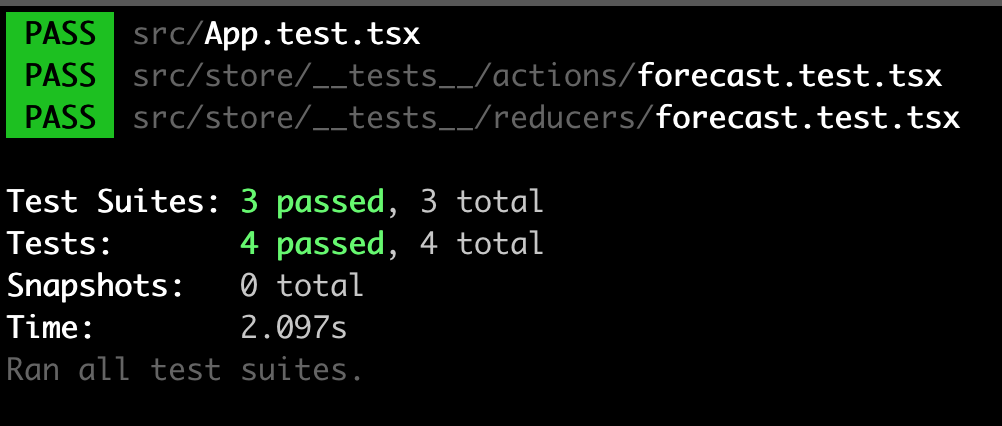 PASS src/App.test.tsx
PASS src/store/__tests__/actions/forecast.test.tsx
PASS src/store/__tests__/reducers/forecast.test.tsx
Test Suites: 3 passed, 3 total
Tests: 4 passed, 4 total
Snapshots: 0 total
Time: 2.097s
Ran all test suites.